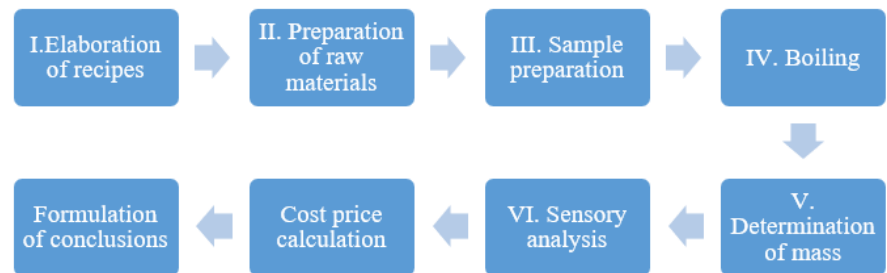 I.Elaboration
of recipes
II. Preparation
of raw
materials
III. Sample
preparation
IV. Boiling
V.
Determination
of mass
VI. Sensory
analysis
Cost price
calculation
Formulation
of conclusions